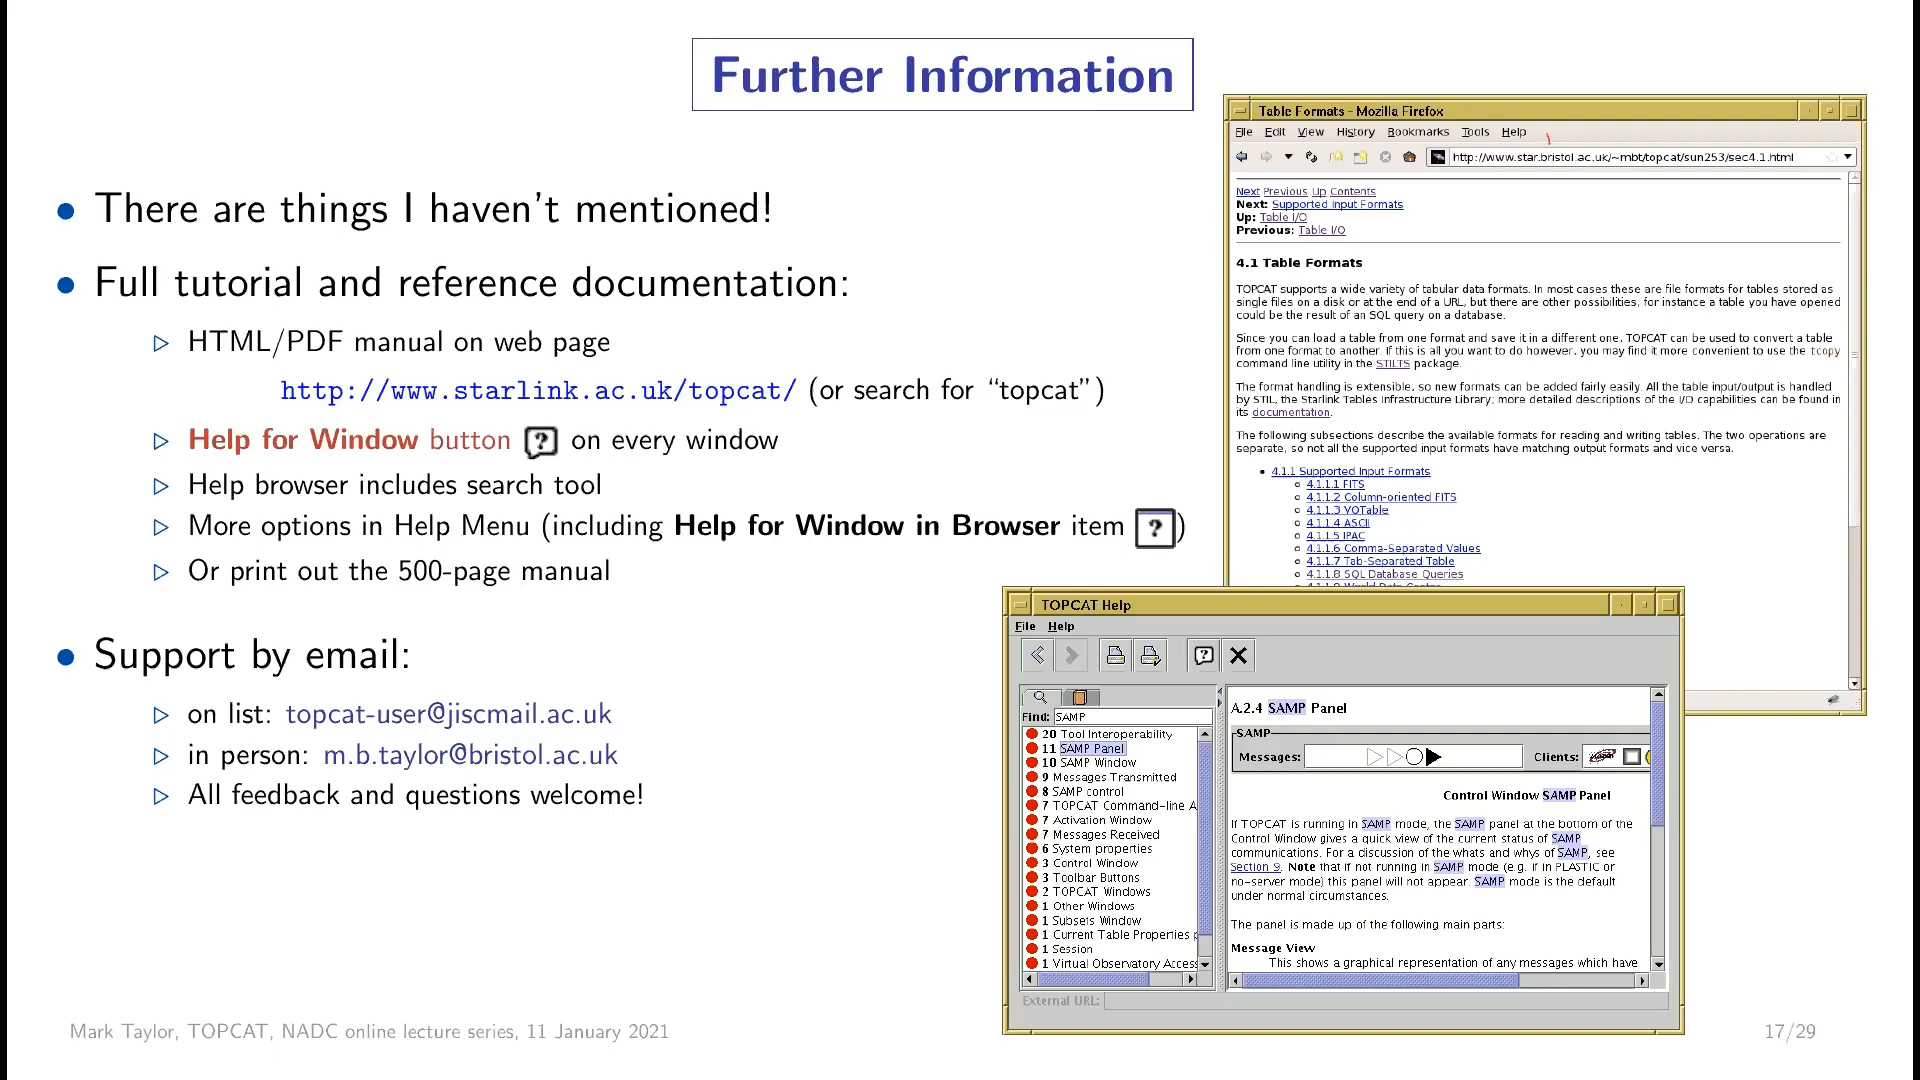 Further Information
• There are things I haven't mentioned!
• Full tutorial and reference documentation:
▷ HTML/PDF manual on web page
http://www.starlink.ac.uk/topcat/ (or search for “topcat”)
▷ Help for Window button ? on every window
▷ Help browser includes search tool
▷ More options in Help Menu (including Help for Window in Browser item ?)
▷ Or print out the 500-page manual
• Support by email:
▷ on list: topcat-user@jiscmail.ac.uk
▷ in person: m.b.taylor@bristol.ac.uk
▷ All feedback and questions welcome!
Table Formats - Mozilla Firefox
File Edit View History Bookmarks Tools Help
http://www.star.bristol.ac.uk/~mbt/topcat/sun253/sec4.1.html
Next Previous Up Contents
Next: Supported Input Formats
Up: Table I/O
Previous: Table I/O
4.1 Table Formats
TOPCAT supports a wide variety of tabular data formats. In most cases these are file formats for tables stored as
single files on a disk or at the end of a URL, but there are other possibilities, for instance a table you have opened
could be the result of an SQL query on a database.
Since you can load a table from one format and save it in a different one, TOPCAT can be used to convert a table
from one format to another. If this is all you want to do however, you may find it more convenient to use the tcopy
command line utility in the STILTS package.
The format handling is extensible, so new formats can be added fairly easily. All the table input/output is handled
by STIL, the Starlink Tables Infrastructure Library; more detailed descriptions of the I/O capabilities can be found in
its documentation.
The following subsections describe the available formats for reading and writing tables. The two operations are
separate, so not all the supported input formats have matching output formats and vice versa.
• 4.1.1 Supported Input Formats
○ 4.1.1.1 FITS
○ 4.1.1.2 Column-oriented FITS
○ 4.1.1.3 VOTable
○ 4.1.1.4 ASCII
○ 4.1.1.5 IPAC
○ 4.1.1.6 Comma-Separated Values
○ 4.1.1.7 Tab-Separated Table
○ 4.1.1.8 SQL Database Queries
TOPCAT Help
File Help
Find: SAMP
20 Tool Interoperability
11 SAMP Panel
10 SAMP Window
9 Messages Transmitted
8 SAMP control
7 TOPCAT Command-line A
7 Activation Window
7 Messages Received
6 System properties
3 Control Window
3 Toolbar Buttons
2 TOPCAT Windows
1 Other Windows
1 Subsets Window
1 Current Table Properties p
1 Session
1 Virtual Observatory Access
A.2.4 SAMP Panel
SAMP
Messages: Clients:
Control Window SAMP Panel
If TOPCAT is running in SAMP mode, the SAMP panel at the bottom of the
Control Window gives a quick view of the current status of SAMP
communications. For a discussion of the whats and whys of SAMP, see
Section 9. Note that if not running in SAMP mode (e.g. if in PLASTIC or
no-server mode) this panel will not appear. SAMP mode is the default
under normal circumstances.
The panel is made up of the following main parts:
Message View
This shows a graphical representation of any messages which have
External URL:
Mark Taylor, TOPCAT, NADC online lecture series, 11 January 2021
17/29